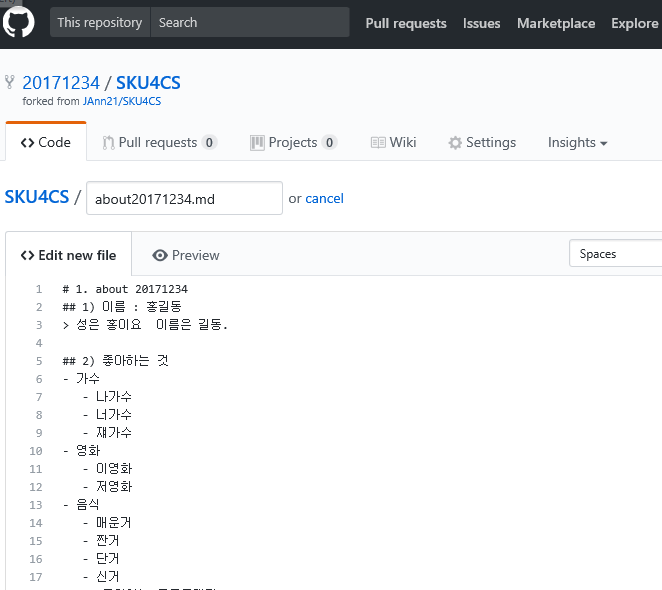 This repository Search Pull requests Issues Marketplace Explore
20171234 / SKU4CS
forked from JAnn21/SKU4CS
Code Pull requests 0 Projects 0 Wiki Settings Insights
SKU4CS / about20171234.md or cancel
Edit new file Preview Spaces
1 # 1. about 20171234
2 ## 1) 이름 : 홍길동
3 > 성은 홍이요 이름은 길동.
4
5 ## 2) 좋아하는 것
6 - 가수
7 - 나가수
8 - 너가수
9 - 쟤가수
10 - 영화
11 - 이영화
12 - 저영화
13 - 음식
14 - 매운거
15 - 짠거
16 - 단거
17 - 신거